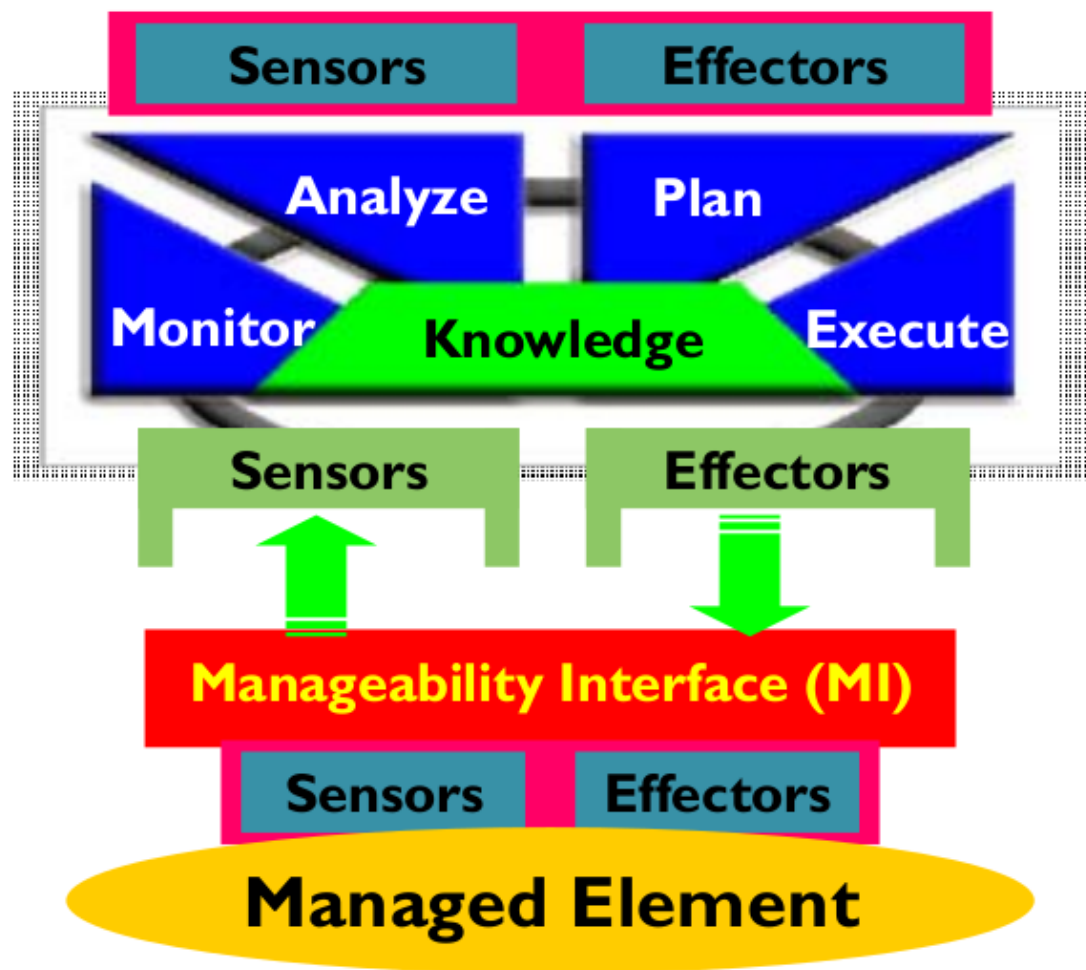 Sensors
Effectors
Analyze
Plan
Monitor
Knowledge
Execute
Sensors
Effectors
Manageability Interface (MI)
Sensors
Effectors
Managed Element